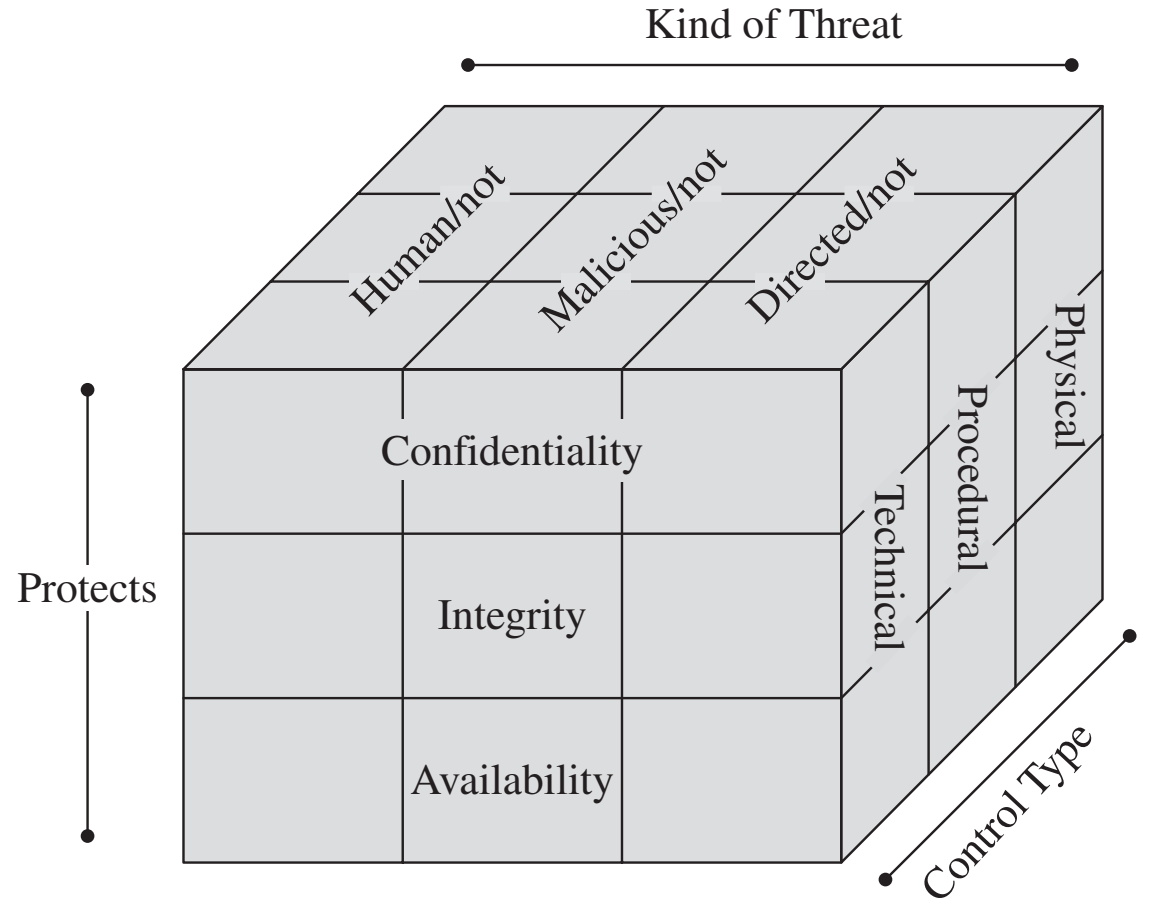 Kind of Threat
Human/not
Malicious/not
Directed/not
Physical
Procedural
Technical
Confidentiality
Integrity
Availability
Protects
Control Type